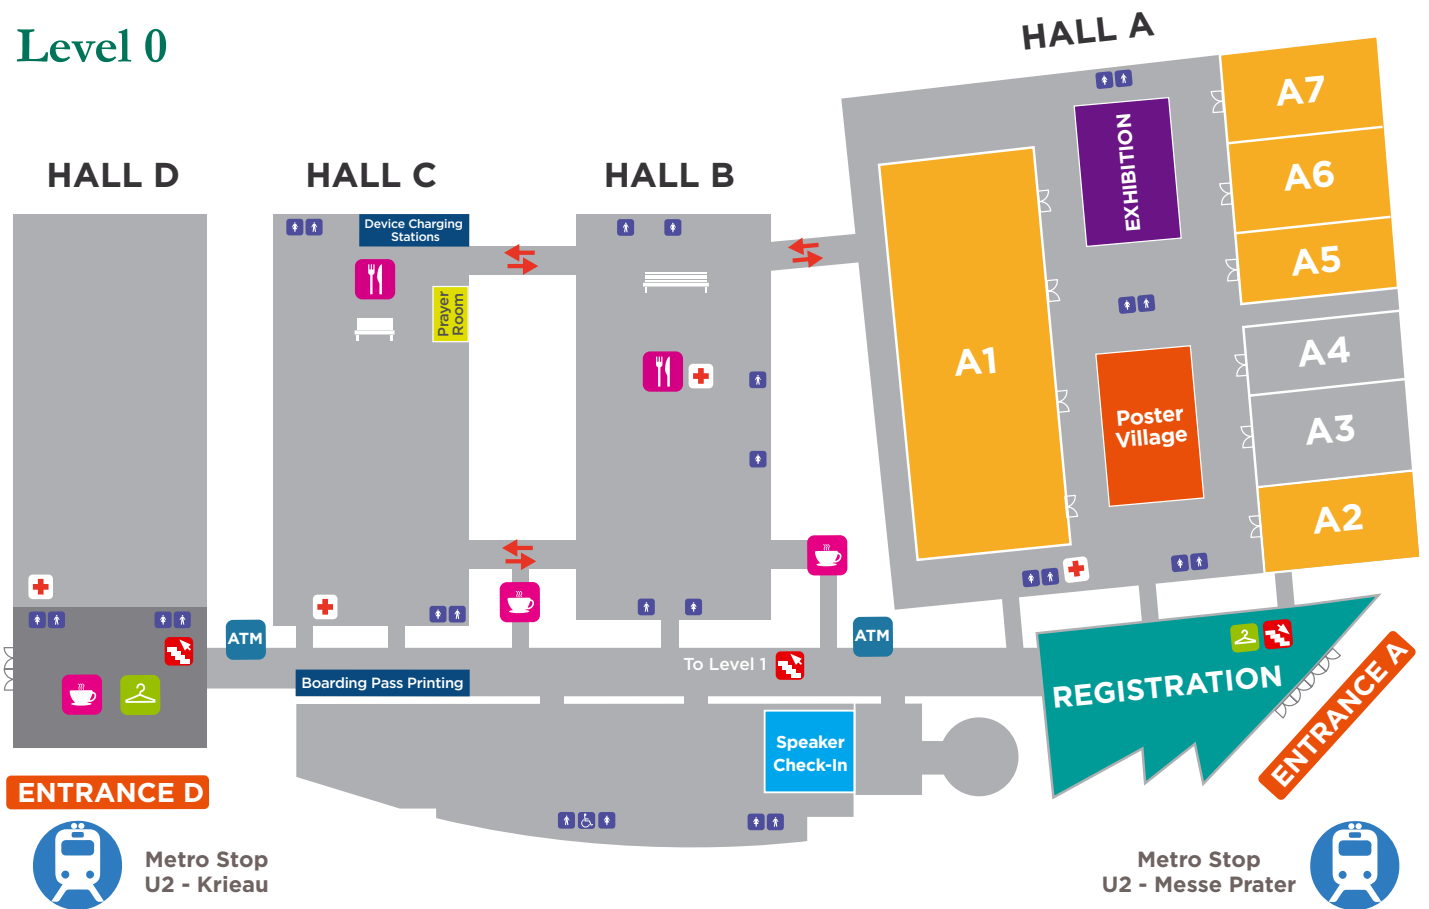 Level 0
HALL A
HALL D
HALL C
HALL B
A7
A6
A5
A4
A3
A2
A1
EXHIBITION
Poster
Village
Device Charging
Stations
Prayer
Room
ATM
ATM
To Level 1
Boarding Pass Printing
REGISTRATION
Speaker
Check-In
ENTRANCE A
ENTRANCE D
Metro Stop
U2 - Krieau
Metro Stop
U2 - Messe Prater